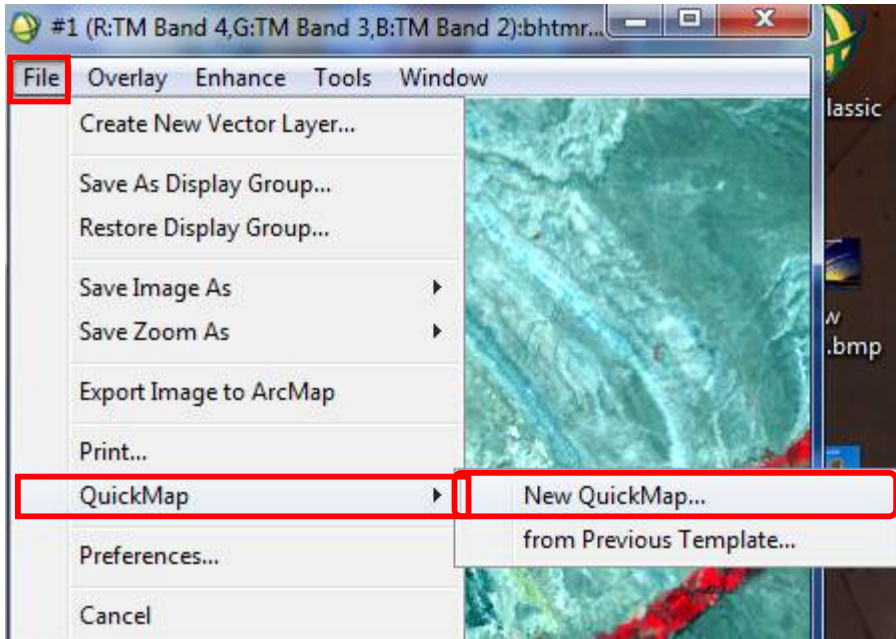 #1 (R:TM Band 4,G:TM Band 3,B:TM Band 2):bhtmr...
File Overlay Enhance Tools Window
lassic
Create New Vector Layer...
Save As Display Group...
Restore Display Group...
Save Image As
Save Zoom As
w
.bmp
Export Image to ArcMap
Print...
QuickMap
New QuickMap...
from Previous Template...
Preferences...
Cancel